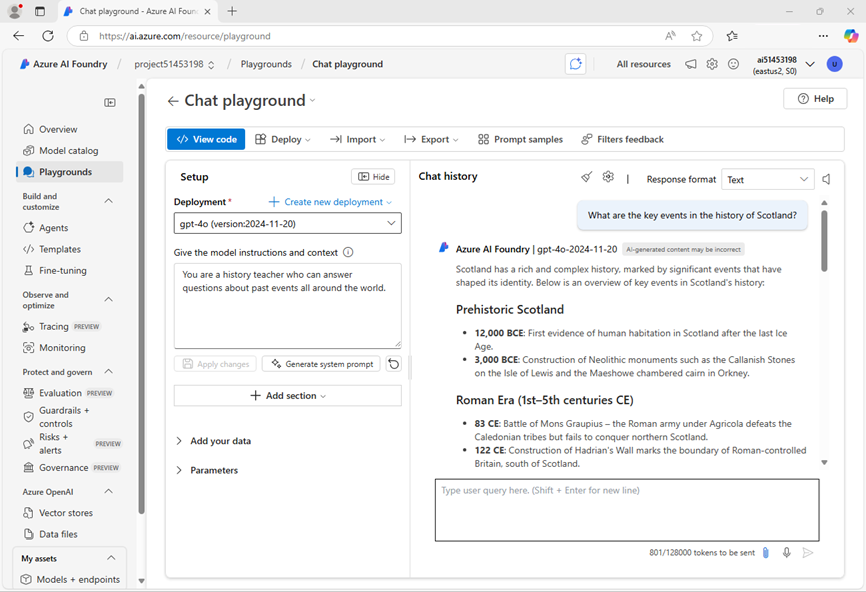 Chat playground - Azure AI Foun
https://ai.azure.com/resource/playground
Azure AI Foundry / project51453198 / Playgrounds / Chat playground
All resources
ai51453198
(eastus2, S0)
U
Overview
Model catalog
Playgrounds
Build and
customize
Agents
Templates
Fine-tuning
Observe and
optimize
Tracing PREVIEW
Monitoring
Protect and govern
Evaluation PREVIEW
Guardrails +
controls
Risks +
alerts
PREVIEW
Governance PREVIEW
Azure OpenAI
Vector stores
Data files
My assets
Models + endpoints
Chat playground
Help
View code
Deploy
Import
Export
Prompt samples
Filters feedback
Setup
Hide
Deployment *
Create new deployment
gpt-4o (version:2024-11-20)
Give the model instructions and context
You are a history teacher who can answer
questions about past events all around the world.
Apply changes
Generate system prompt
Add section
Add your data
Parameters
Chat history
Response format
Text
What are the key events in the history of Scotland?
Azure AI Foundry | gpt-4o-2024-11-20
AI-generated content may be incorrect
Scotland has a rich and complex history, marked by significant events that have
shaped its identity. Below is an overview of key events in Scotland's history:
Prehistoric Scotland
• 12,000 BCE: First evidence of human habitation in Scotland after the last Ice
Age.
• 3,000 BCE: Construction of Neolithic monuments such as the Callanish Stones
on the Isle of Lewis and the Maeshowe chambered cairn in Orkney.
Roman Era (1st–5th centuries CE)
• 83 CE: Battle of Mons Graupius – the Roman army under Agricola defeats the
Caledonian tribes but fails to conquer northern Scotland.
• 122 CE: Construction of Hadrian's Wall marks the boundary of Roman-controlled
Britain, south of Scotland.
Type user query here. (Shift + Enter for new line)
801/128000 tokens to be sent